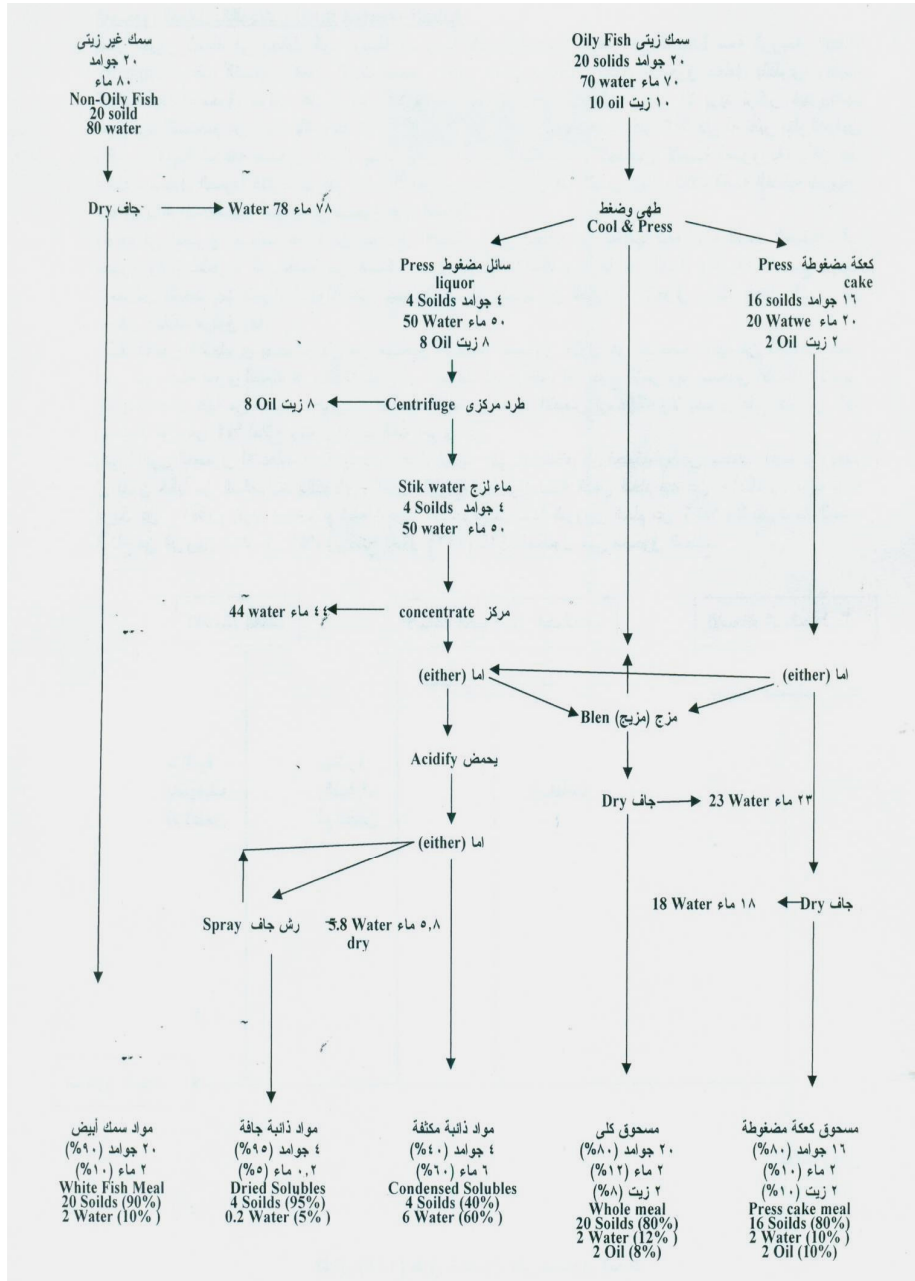 سمك غير زيتى
٢٠ جوامد
٨٠ ماء
Non-Oily Fish
20 soild
80 water
Oily Fish سمك زيتى
20 solids ٢٠ جوامد
70 water ٧٠ ماء
10 oil ١٠ زيت
Dry جاف
Water 78 ٧٨ ماء
طهى وضغط
Cool & Press
Press سائل مضغوط
liquor
4 Soilds ٤ جوامد
50 Water ٥٠ ماء
8 Oil ٨ زيت
Press كعكة مضغوطة
cake
16 soilds ١٦ جوامد
20 Watwe ٢٠ ماء
2 Oil ٢ زيت
8 Oil ٨ زيت
Centrifuge طرد مركزى
Stik water ماء لزج
4 Soilds ٤ جوامد
50 water ٥٠ ماء
44 water ٤٤ ماء
concentrate مركز
(either) اما
(either) اما
Blen مزج (مزيج)
Acidify يحمض
Dry جاف
23 Water ٢٣ ماء
(either) اما
18 Water ١٨ ماء
Dry جاف
Spray رش جاف
5.8 Water ٥,٨ ماء
dry
مواد سمك أبيض
٢٠ جوامد (٩٠%)
٢ ماء (١٠%)
White Fish Meal
20 Soilds (90%)
2 Water (10% )
مواد ذائبة جافة
٤ جوامد (٩٥%)
٠,٢ ماء (٥%)
Dried Solubles
4 Soilds (95%)
0.2 Water (5% )
مواد ذائبة مكثفة
٤ جوامد (٤٠%)
٦ ماء (٦٠%)
Condensed Solubles
4 Soilds (40%)
6 Water (60% )
مسحوق كلى
٢٠ جوامد (٨٠%)
٢ ماء (١٢%)
٢ زيت (٨%)
Whole meal
20 Soilds (80%)
2 Water (12% )
2 Oil (8%)
مسحوق كعكة مضغوطة
١٦ جوامد (٨٠%)
٢ ماء (١٠%)
٢ زيت (١٠%)
Press cake meal
16 Soilds (80%)
2 Water (10% )
2 Oil (10%)